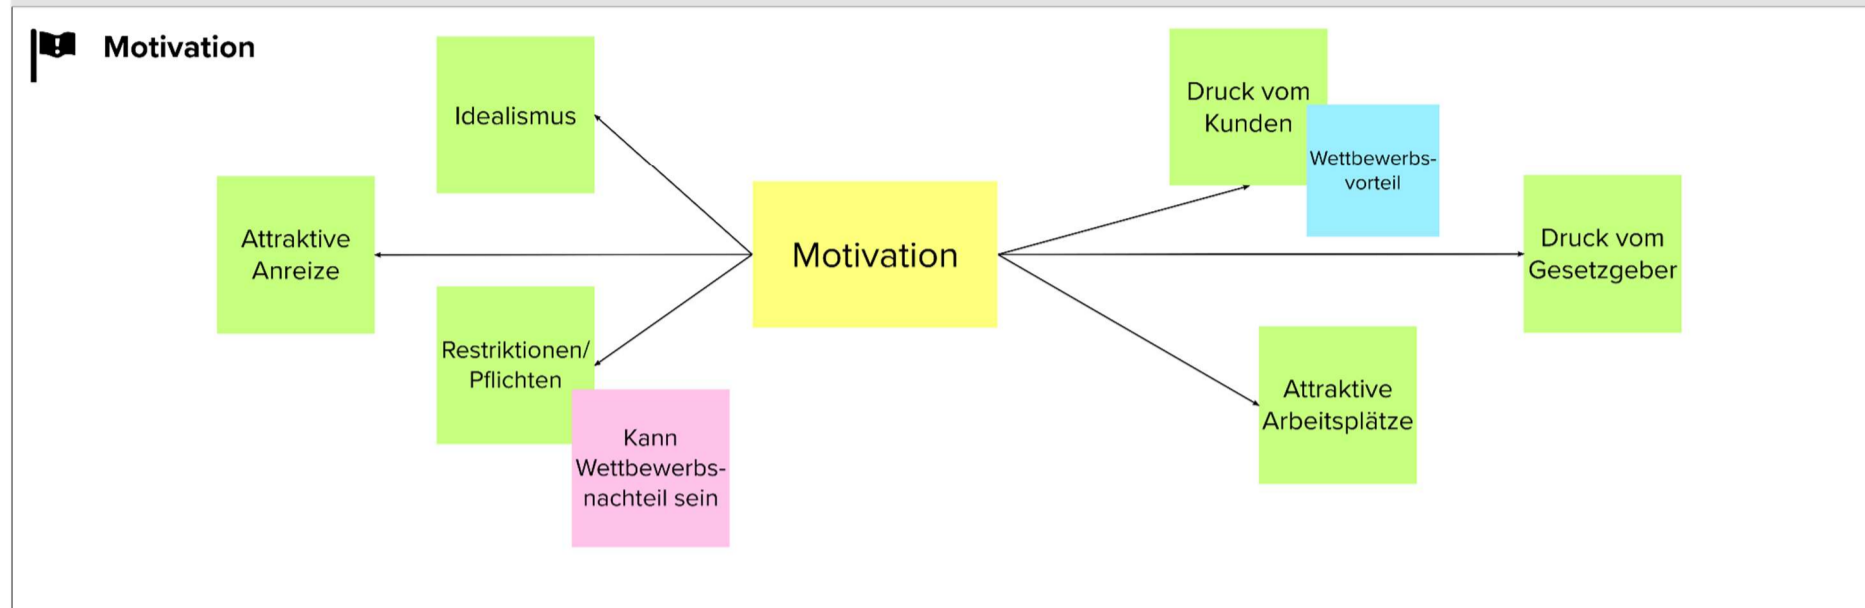 Motivation
Idealismus
Attraktive
Anreize
Restriktionen/
Pflichten
Kann
Wettbewerbs-
nachteil sein
Motivation
Druck vom
Kunden
Wettbewerbs-
vorteil
Druck vom
Gesetzgeber
Attraktive
Arbeitsplätze